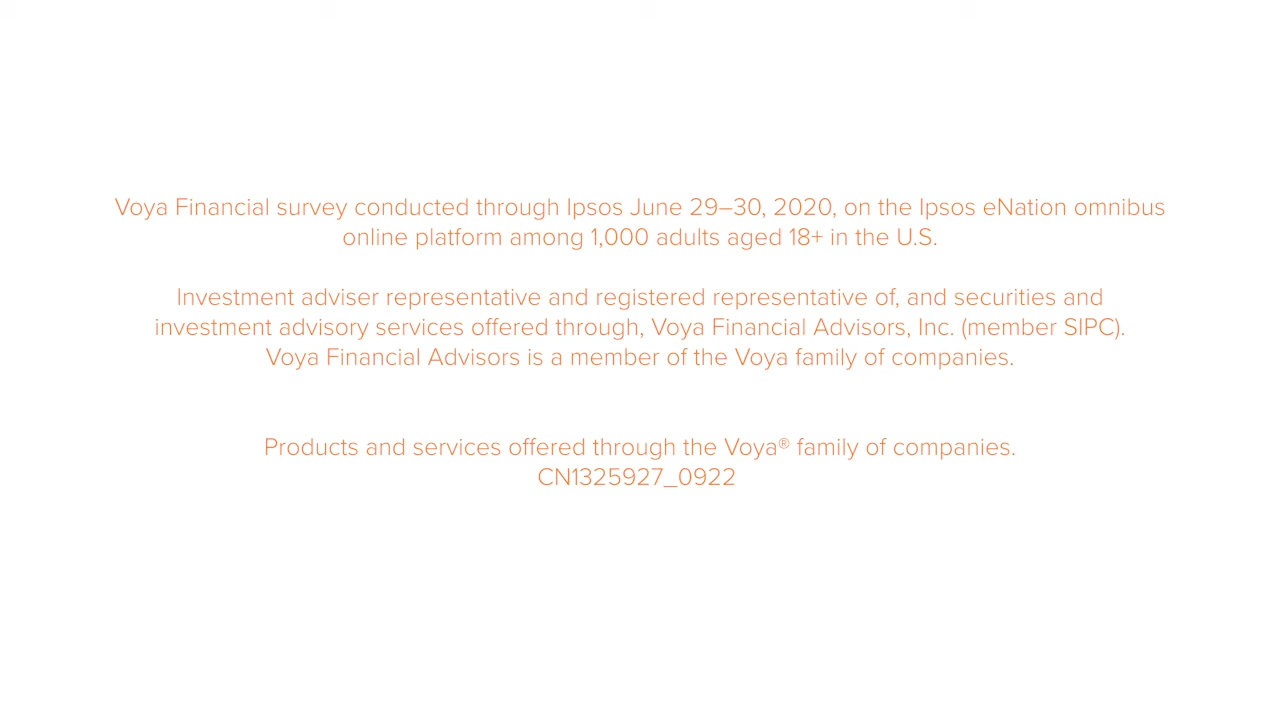 Voya Financial survey conducted through Ipsos June 29–30, 2020, on the Ipsos eNation omnibus
online platform among 1,000 adults aged 18+ in the U.S.
Investment adviser representative and registered representative of, and securities and
investment advisory services offered through, Voya Financial Advisors, Inc. (member SIPC).
Voya Financial Advisors is a member of the Voya family of companies.
Products and services offered through the Voya® family of companies.
CN1325927_0922